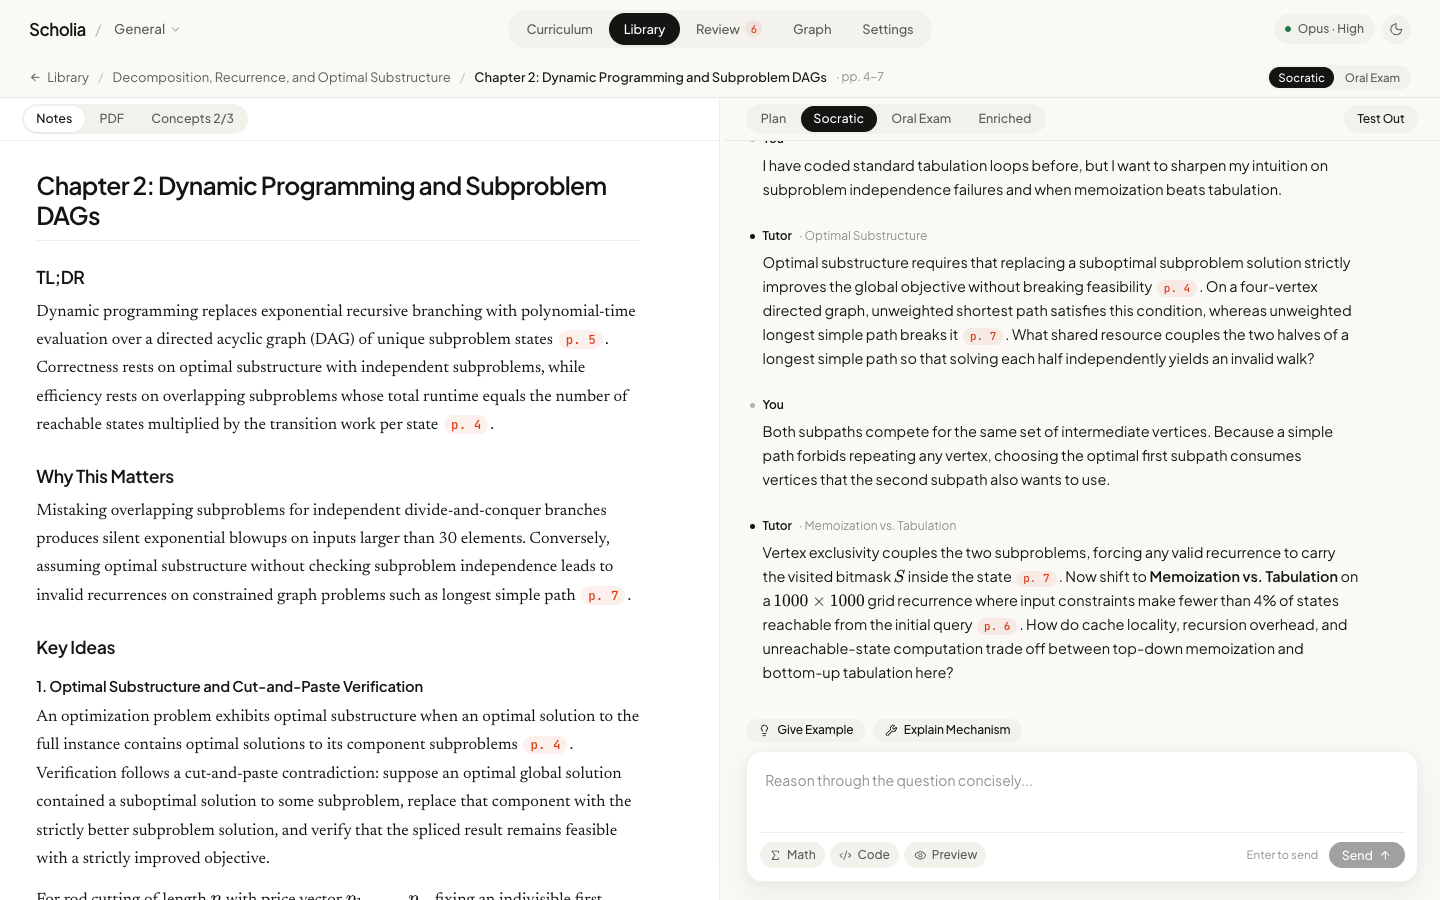 Scholia / General
Curriculum Library Review 6 Graph Settings
Opus · High
← Library / Decomposition, Recurrence, and Optimal Substructure / Chapter 2: Dynamic Programming and Subproblem DAGs · pp. 4–7
Socratic Oral Exam
Notes PDF Concepts 2/3
Chapter 2: Dynamic Programming and Subproblem
DAGs
TL;DR
Dynamic programming replaces exponential recursive branching with polynomial-time
evaluation over a directed acyclic graph (DAG) of unique subproblem states p. 5 .
Correctness rests on optimal substructure with independent subproblems, while
efficiency rests on overlapping subproblems whose total runtime equals the number of
reachable states multiplied by the transition work per state p. 4 .
Why This Matters
Mistaking overlapping subproblems for independent divide-and-conquer branches
produces silent exponential blowups on inputs larger than 30 elements. Conversely,
assuming optimal substructure without checking subproblem independence leads to
invalid recurrences on constrained graph problems such as longest simple path p. 7 .
Key Ideas
1. Optimal Substructure and Cut-and-Paste Verification
An optimization problem exhibits optimal substructure when an optimal solution to the
full instance contains optimal solutions to its component subproblems p. 4 .
Verification follows a cut-and-paste contradiction: suppose an optimal global solution
contained a suboptimal solution to some subproblem, replace that component with the
strictly better subproblem solution, and verify that the spliced result remains feasible
with a strictly improved objective.
For rod cutting of length n with price vector p₁, …, pₙ, fixing an indivisible first
Plan Socratic Oral Exam Enriched
Test Out
You
I have coded standard tabulation loops before, but I want to sharpen my intuition on
subproblem independence failures and when memoization beats tabulation.
Tutor · Optimal Substructure
Optimal substructure requires that replacing a suboptimal subproblem solution strictly
improves the global objective without breaking feasibility p. 4 . On a four-vertex
directed graph, unweighted shortest path satisfies this condition, whereas unweighted
longest simple path breaks it p. 7 . What shared resource couples the two halves of a
longest simple path so that solving each half independently yields an invalid walk?
You
Both subpaths compete for the same set of intermediate vertices. Because a simple
path forbids repeating any vertex, choosing the optimal first subpath consumes
vertices that the second subpath also wants to use.
Tutor · Memoization vs. Tabulation
Vertex exclusivity couples the two subproblems, forcing any valid recurrence to carry
the visited bitmask S inside the state p. 7 . Now shift to Memoization vs. Tabulation on
a 1000 × 1000 grid recurrence where input constraints make fewer than 4% of states
reachable from the initial query p. 6 . How do cache locality, recursion overhead, and
unreachable-state computation trade off between top-down memoization and
bottom-up tabulation here?
Give Example Explain Mechanism
Reason through the question concisely...
Math Code Preview
Enter to send Send ↑